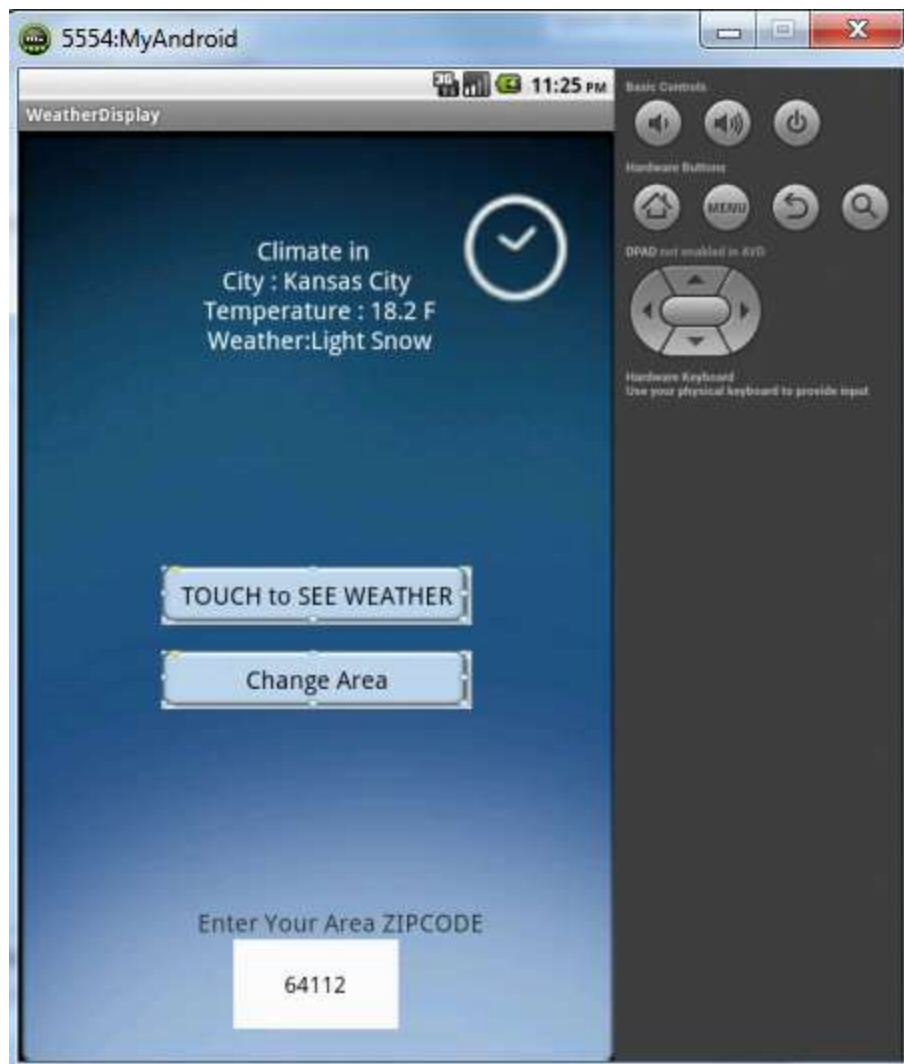 5554:MyAndroid
3G
11:25 PM
WeatherDisplay
Climate in
City : Kansas City
Temperature : 18.2 F
Weather:Light Snow
TOUCH to SEE WEATHER
Change Area
Enter Your Area ZIPCODE
64112
Basic Controls
Hardware Buttons
MENU
DPAD not enabled in AVD
Hardware Keyboard
Use your physical keyboard to provide input